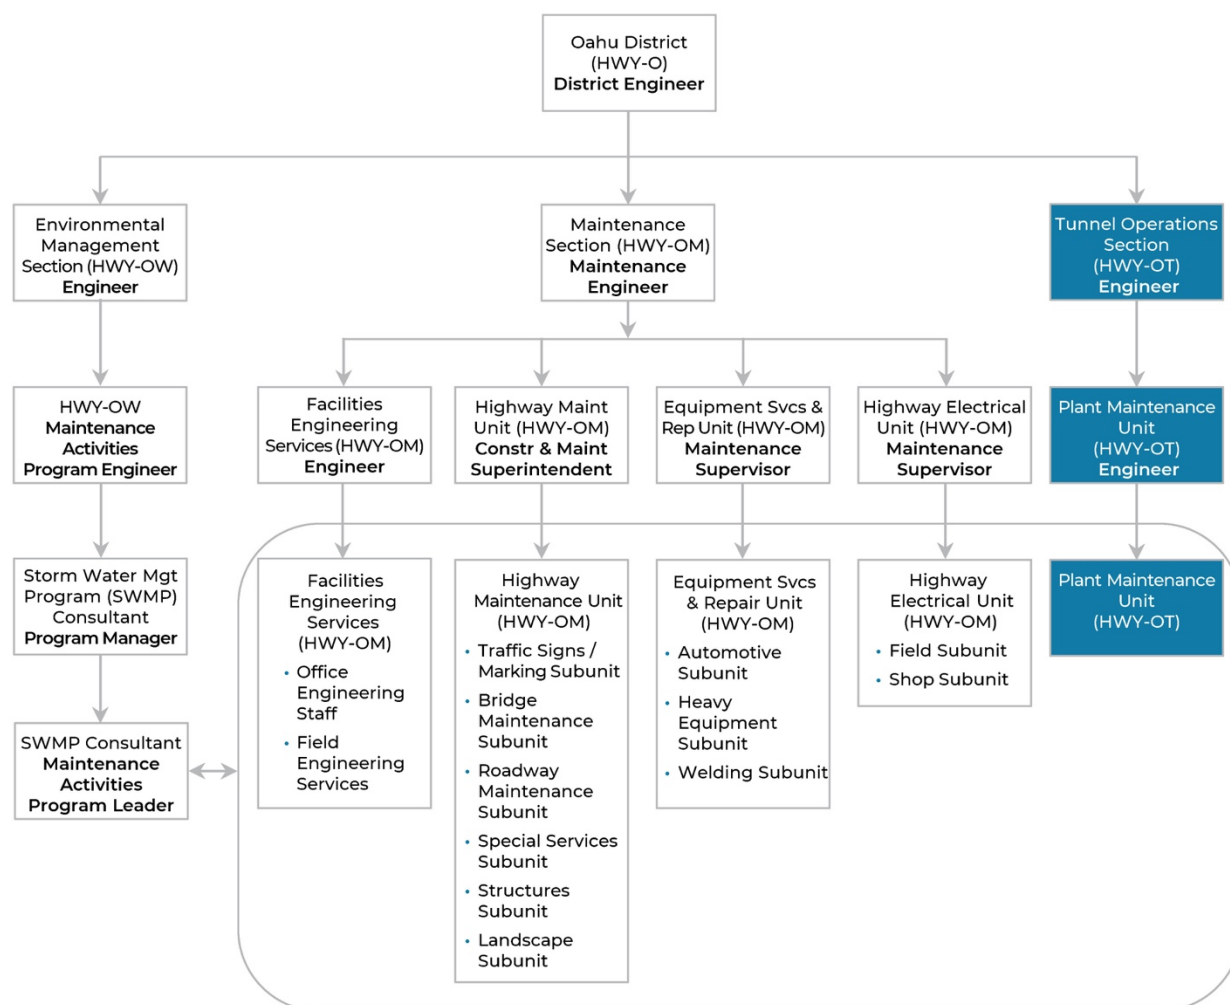 Oahu District
(HWY-O)
District Engineer
Environmental
Management
Section (HWY-OW)
Engineer
Maintenance
Section (HWY-OM)
Maintenance
Engineer
Tunnel Operations
Section
(HWY-OT)
Engineer
HWY-OW
Maintenance
Activities
Program Engineer
Facilities
Engineering
Services (HWY-OM)
Engineer
Highway Maint
Unit (HWY-OM)
Constr & Maint
Superintendent
Equipment Svcs &
Rep Unit (HWY-OM)
Maintenance
Supervisor
Highway Electrical
Unit (HWY-OM)
Maintenance
Supervisor
Plant Maintenance
Unit
(HWY-OT)
Engineer
Storm Water Mgt
Program (SWMP)
Consultant
Program Manager
Facilities
Engineering
Services
(HWY-OM)
• Office
Engineering
Staff
• Field
Engineering
Services
Highway
Maintenance Unit
(HWY-OM)
• Traffic Signs /
Marking Subunit
• Bridge
Maintenance
Subunit
• Roadway
Maintenance
Subunit
• Special Services
Subunit
• Structures
Subunit
• Landscape
Subunit
Equipment Svcs
& Repair Unit
(HWY-OM)
• Automotive
Subunit
• Heavy
Equipment
Subunit
• Welding Subunit
Highway
Electrical Unit
(HWY-OM)
• Field Subunit
• Shop Subunit
Plant Maintenance
Unit
(HWY-OT)
SWMP Consultant
Maintenance
Activities
Program Leader